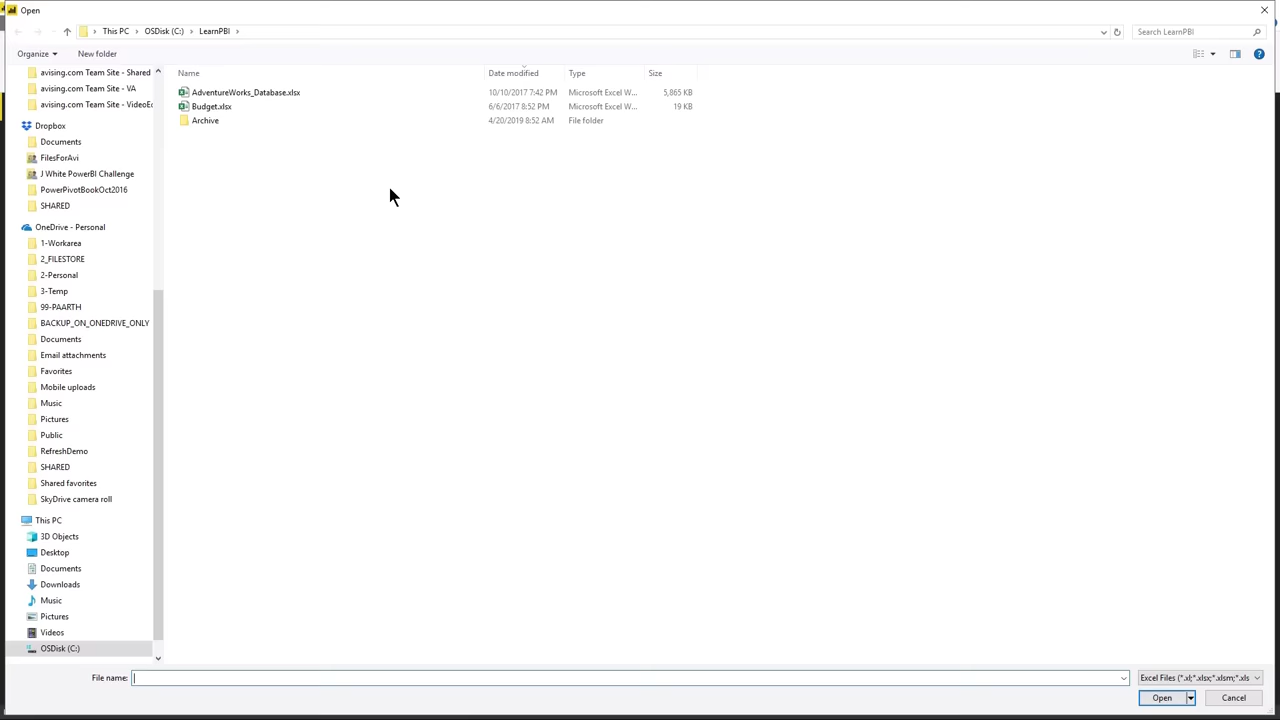 Open
This PC > OSDisk (C:) > LearnPBI >
Search LearnPBI
Organize
New folder
Name
Date modified
Type
Size
AdventureWorks_Database.xlsx 10/10/2017 7:42 PM Microsoft Excel W... 5,865 KB
Budget.xlsx 6/6/2017 8:52 PM Microsoft Excel W... 19 KB
Archive 4/20/2019 8:52 AM File folder
avising.com Team Site - Shared
avising.com Team Site - VA
avising.com Team Site - VideoEc
Dropbox
Documents
FilesForAvi
J White PowerBI Challenge
PowerPivotBookOct2016
SHARED
OneDrive - Personal
1-Workarea
2_FILESTORE
2-Personal
3-Temp
99-PAARTH
BACKUP_ON_ONEDRIVE_ONLY
Documents
Email attachments
Favorites
Mobile uploads
Music
Pictures
Public
RefreshDemo
SHARED
Shared favorites
SkyDrive camera roll
This PC
3D Objects
Desktop
Documents
Downloads
Music
Pictures
Videos
OSDisk (C:)
File name:
Excel Files (*.xl;*.xlsx;*.xlsm;*.xls
Open
Cancel